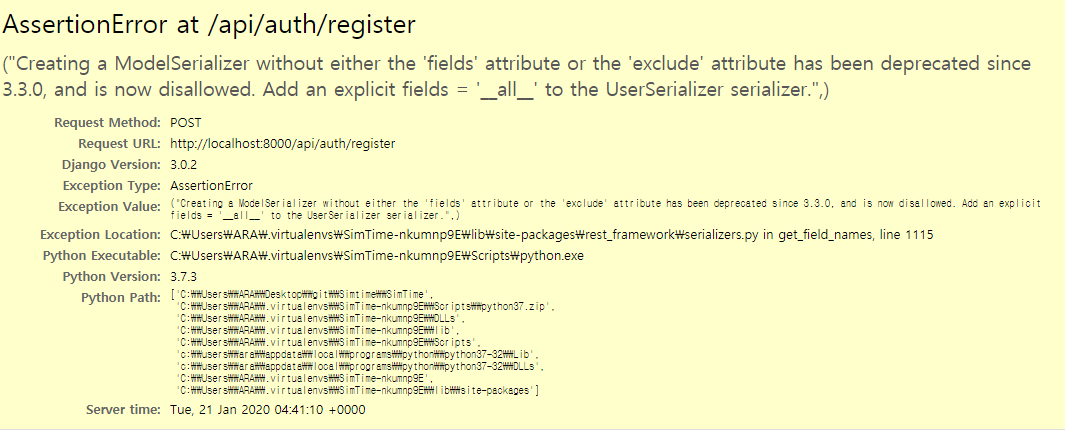 AssertionError at /api/auth/register
("Creating a ModelSerializer without either the 'fields' attribute or the 'exclude' attribute has been deprecated since
3.3.0, and is now disallowed. Add an explicit fields = '__all__' to the UserSerializer serializer.",)
Request Method: POST
Request URL: http://localhost:8000/api/auth/register
Django Version: 3.0.2
Exception Type: AssertionError
Exception Value: ("Creating a ModelSerializer without either the 'fields' attribute or the 'exclude' attribute has been deprecated since 3.3.0, and is now disallowed. Add an explicit
fields = '__all__' to the UserSerializer serializer.",)
Exception Location: C:₩Users₩ARA₩.virtualenvs₩SimTime-nkumnp9E₩lib₩site-packages₩rest_framework₩serializers.py in get_field_names, line 1115
Python Executable: C:₩Users₩ARA₩.virtualenvs₩SimTime-nkumnp9E₩Scripts₩python.exe
Python Version: 3.7.3
Python Path: ['C:₩₩Users₩₩ARA₩₩Desktop₩₩git₩₩Simtime₩₩SimTime',
'C:₩₩Users₩₩ARA₩₩.virtualenvs₩₩SimTime-nkumnp9E₩₩Scripts₩₩python37.zip',
'C:₩₩Users₩₩ARA₩₩.virtualenvs₩₩SimTime-nkumnp9E₩₩DLLs',
'C:₩₩Users₩₩ARA₩₩.virtualenvs₩₩SimTime-nkumnp9E₩₩lib',
'C:₩₩Users₩₩ARA₩₩.virtualenvs₩₩SimTime-nkumnp9E₩₩Scripts',
'c:₩₩users₩₩ara₩₩appdata₩₩local₩₩programs₩₩python₩₩python37-32₩₩Lib',
'c:₩₩users₩₩ara₩₩appdata₩₩local₩₩programs₩₩python₩₩python37-32₩₩DLLs',
'C:₩₩Users₩₩ARA₩₩.virtualenvs₩₩SimTime-nkumnp9E',
'C:₩₩Users₩₩ARA₩₩.virtualenvs₩₩SimTime-nkumnp9E₩₩lib₩₩site-packages']
Server time: Tue, 21 Jan 2020 04:41:10 +0000